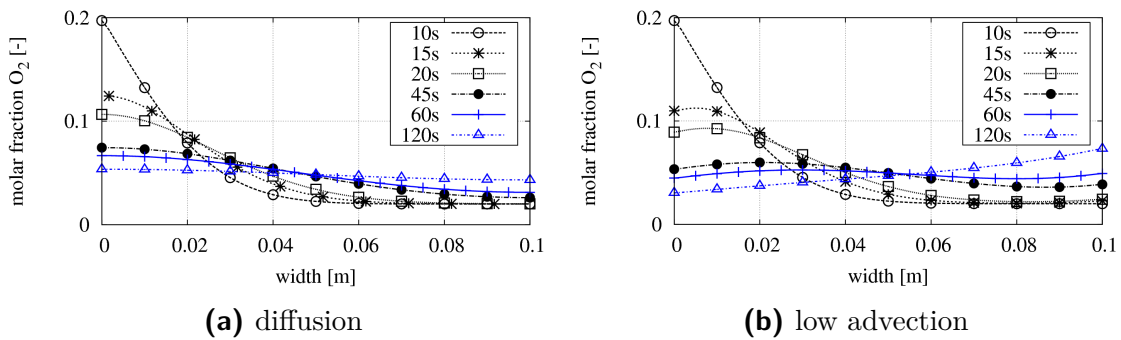 molar fraction O2 [-]
0.2
0.1
0
0 0.02 0.04 0.06 0.08 0.1
width [m]
10s
15s
20s
45s
60s
120s
(a) diffusion
molar fraction O2 [-]
0.2
0.1
0
0 0.02 0.04 0.06 0.08 0.1
width [m]
10s
15s
20s
45s
60s
120s
(b) low advection